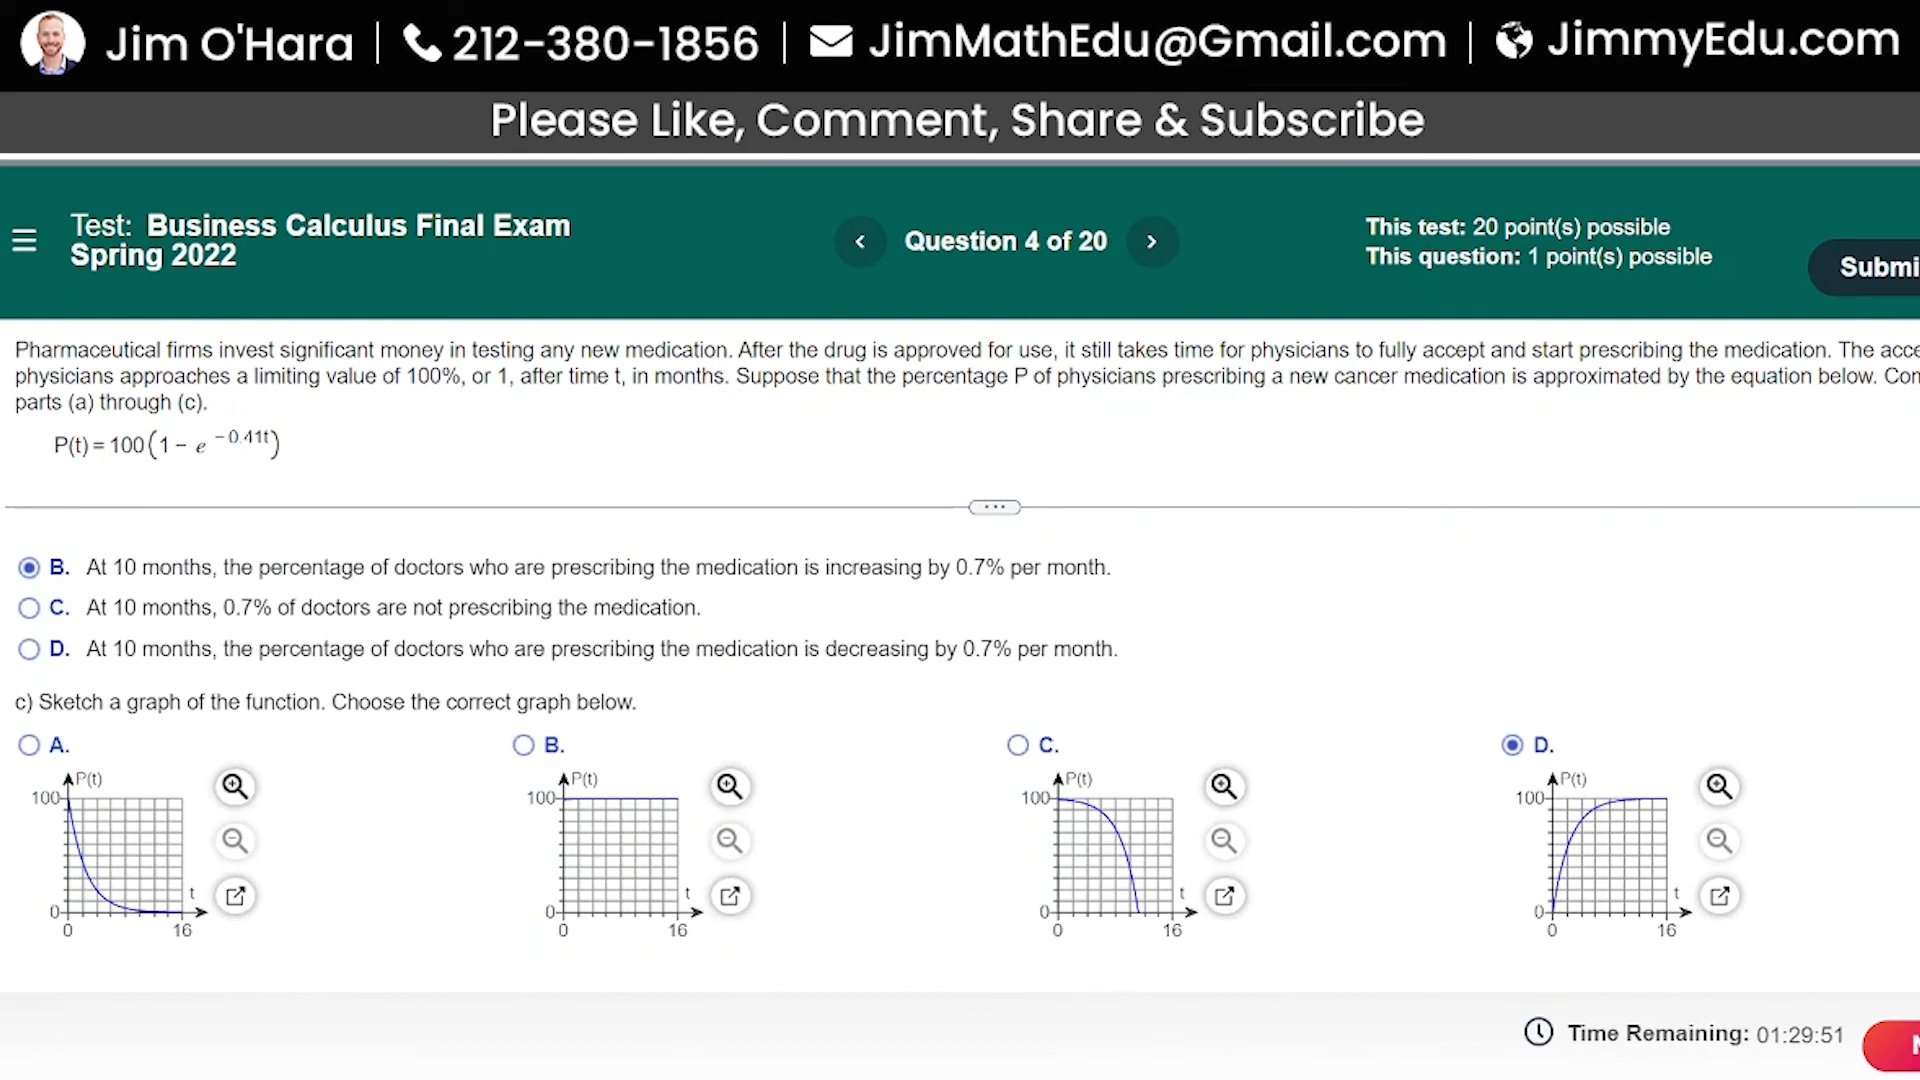 Jim O'Hara | 212-380-1856 | JimMathEdu@Gmail.com | JimmyEdu.com
Please Like, Comment, Share & Subscribe
Test: Business Calculus Final Exam
Spring 2022
Question 4 of 20
This test: 20 point(s) possible
This question: 1 point(s) possible
Submi
Pharmaceutical firms invest significant money in testing any new medication. After the drug is approved for use, it still takes time for physicians to fully accept and start prescribing the medication. The acce
physicians approaches a limiting value of 100%, or 1, after time t, in months. Suppose that the percentage P of physicians prescribing a new cancer medication is approximated by the equation below. Con
parts (a) through (c).
P(t) = 100(1 − e − 0.41t)
B. At 10 months, the percentage of doctors who are prescribing the medication is increasing by 0.7% per month.
C. At 10 months, 0.7% of doctors are not prescribing the medication.
D. At 10 months, the percentage of doctors who are prescribing the medication is decreasing by 0.7% per month.
c) Sketch a graph of the function. Choose the correct graph below.
A. B. C. D.
P(t) P(t) P(t) P(t)
100 100 100 100
t t t t
0 0 0 0
0 16 0 16 0 16 0 16
Time Remaining: 01:29:51